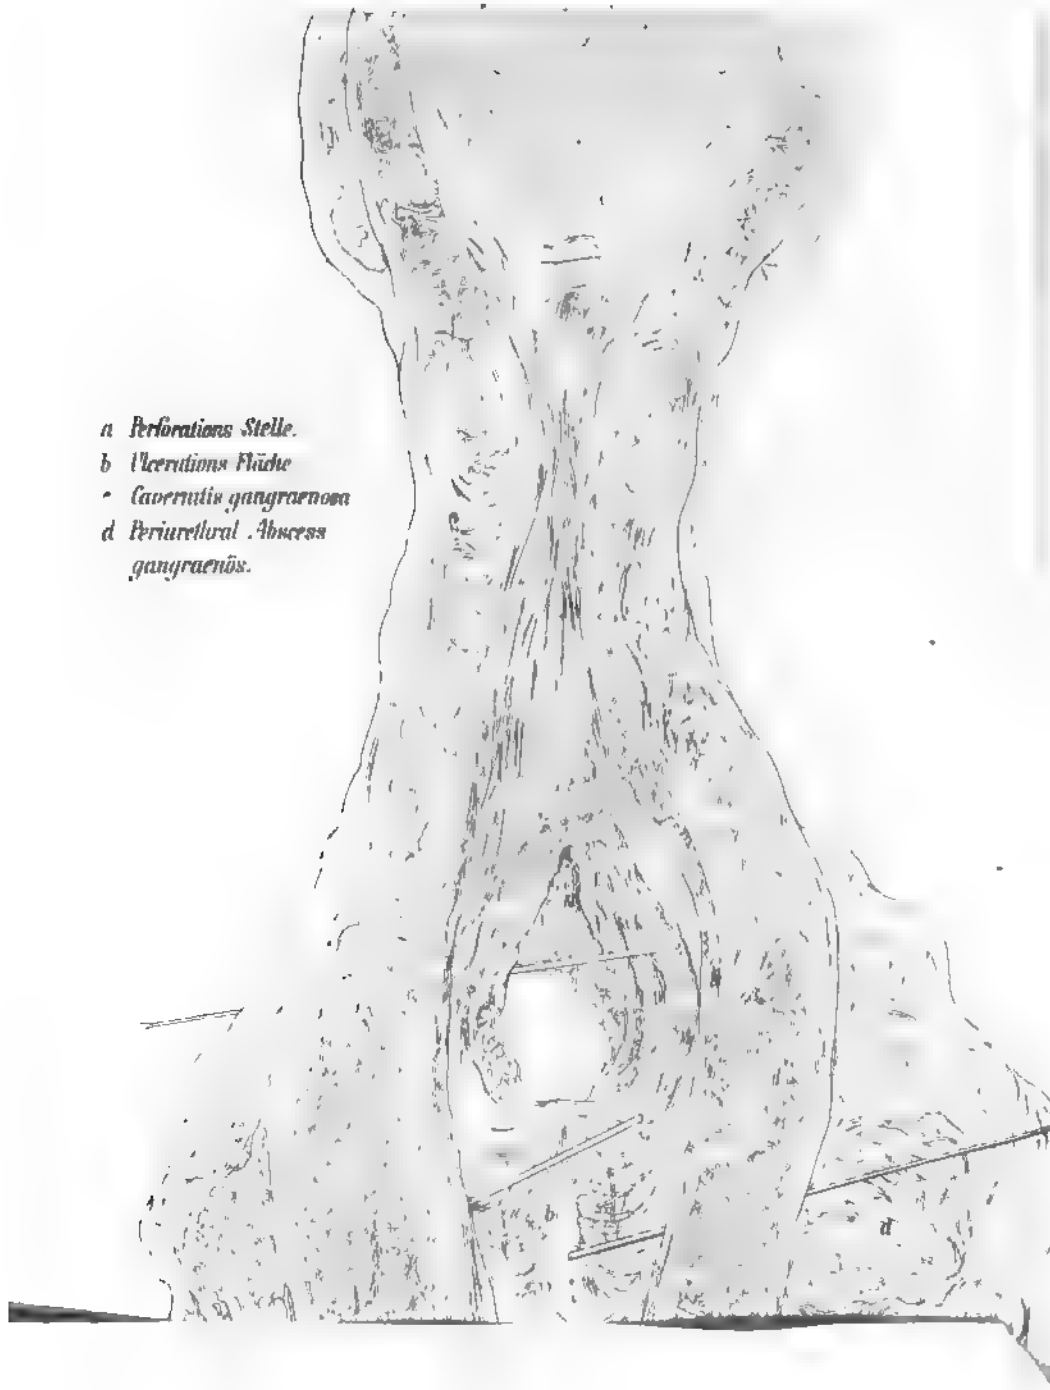 a Perforations Stelle.
b Ulcerations Fläche
c Cavernitis gangraenosa
d Periurethral Abscess
gangraenös.
b
d